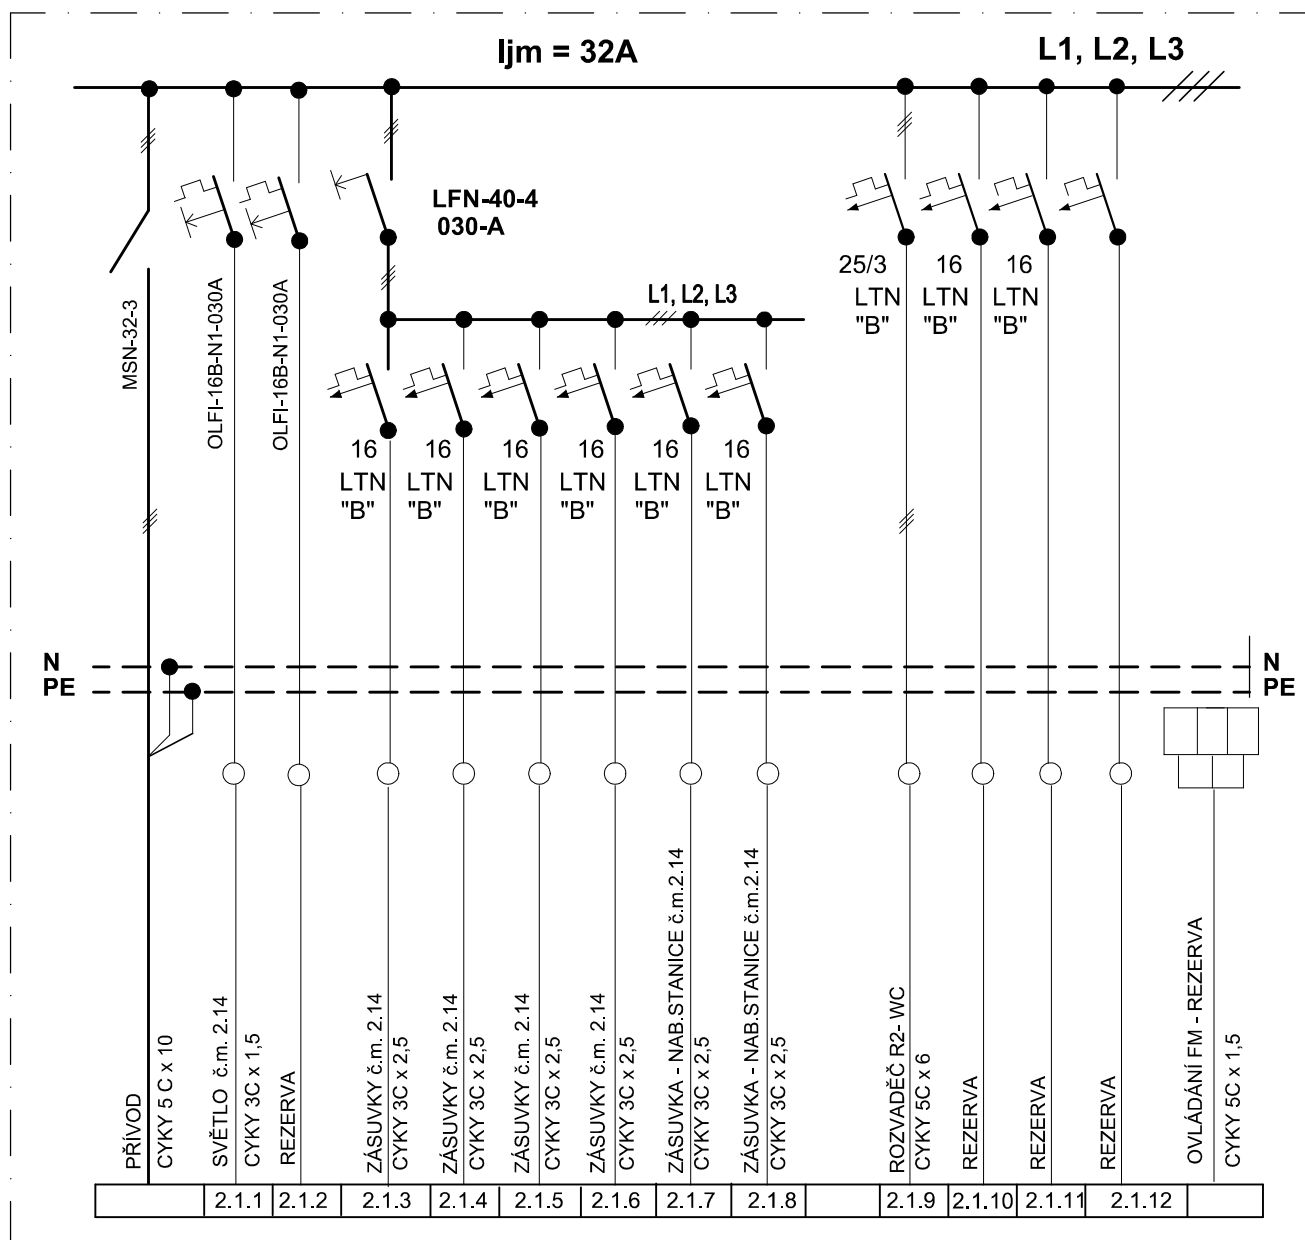 Ijm = 32A
L1, L2, L3
LFN-40-4
030-A
MSN-32-3
OLFI-16B-N1-030A
OLFI-16B-N1-030A
L1, L2, L3
25/3
LTN
"B"
16
LTN
"B"
16
LTN
"B"
16
LTN
"B"
16
LTN
"B"
16
LTN
"B"
16
LTN
"B"
16
LTN
"B"
16
LTN
"B"
N
PE
N
PE
PŘÍVOD
CYKY 5 C x 10
SVĚTLO č.m. 2.14
CYKY 3C x 1,5
REZERVA
ZÁSUVKY č.m. 2.14
CYKY 3C x 2,5
ZÁSUVKY č.m. 2.14
CYKY 3C x 2,5
ZÁSUVKY č.m. 2.14
CYKY 3C x 2,5
ZÁSUVKY č.m. 2.14
CYKY 3C x 2,5
ZÁSUVKA - NAB.STANICE č.m.2.14
CYKY 3C x 2,5
ZÁSUVKA - NAB.STANICE č.m.2.14
CYKY 3C x 2,5
ROZVADĚČ R2- WC
CYKY 5C x 6
REZERVA
REZERVA
REZERVA
OVLÁDÁNÍ FM - REZERVA
CYKY 5C x 1,5
2.1.1
2.1.2
2.1.3
2.1.4
2.1.5
2.1.6
2.1.7
2.1.8
2.1.9
2.1.10
2.1.11
2.1.12